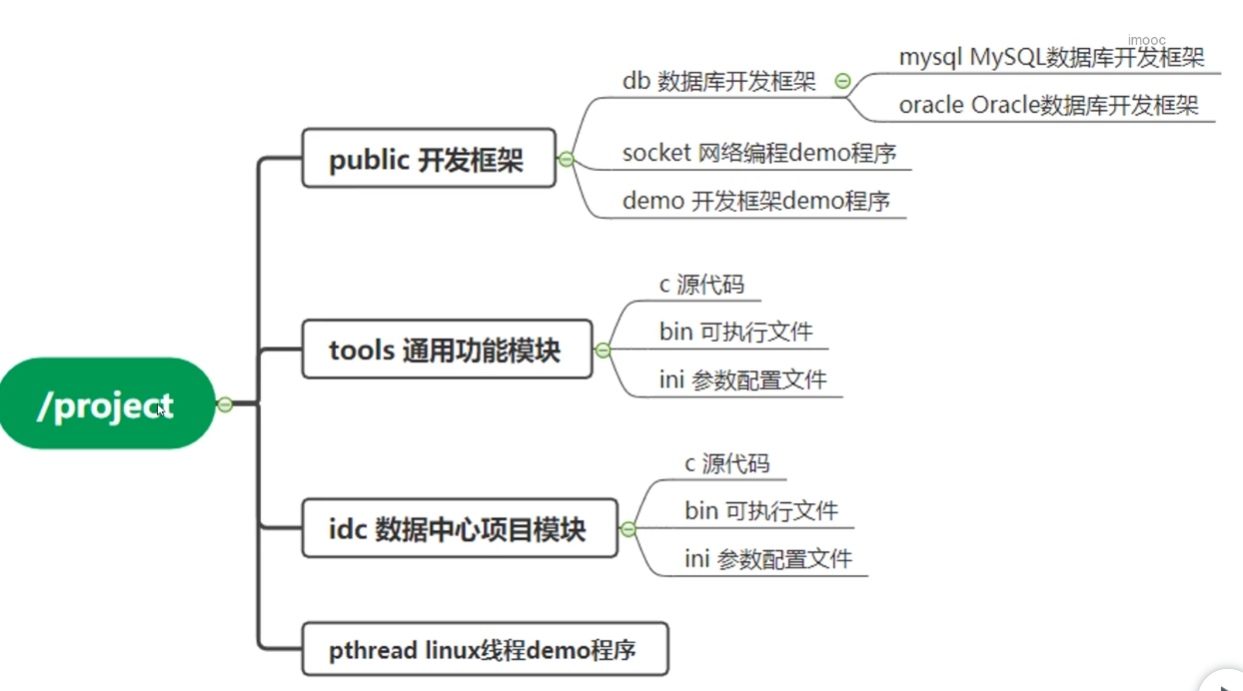 imooc
/project
public 开发框架
db 数据库开发框架
mysql MySQL数据库开发框架
oracle Oracle数据库开发框架
socket 网络编程demo程序
demo 开发框架demo程序
tools 通用功能模块
c 源代码
bin 可执行文件
ini 参数配置文件
idc 数据中心项目模块
c 源代码
bin 可执行文件
ini 参数配置文件
pthread linux线程demo程序